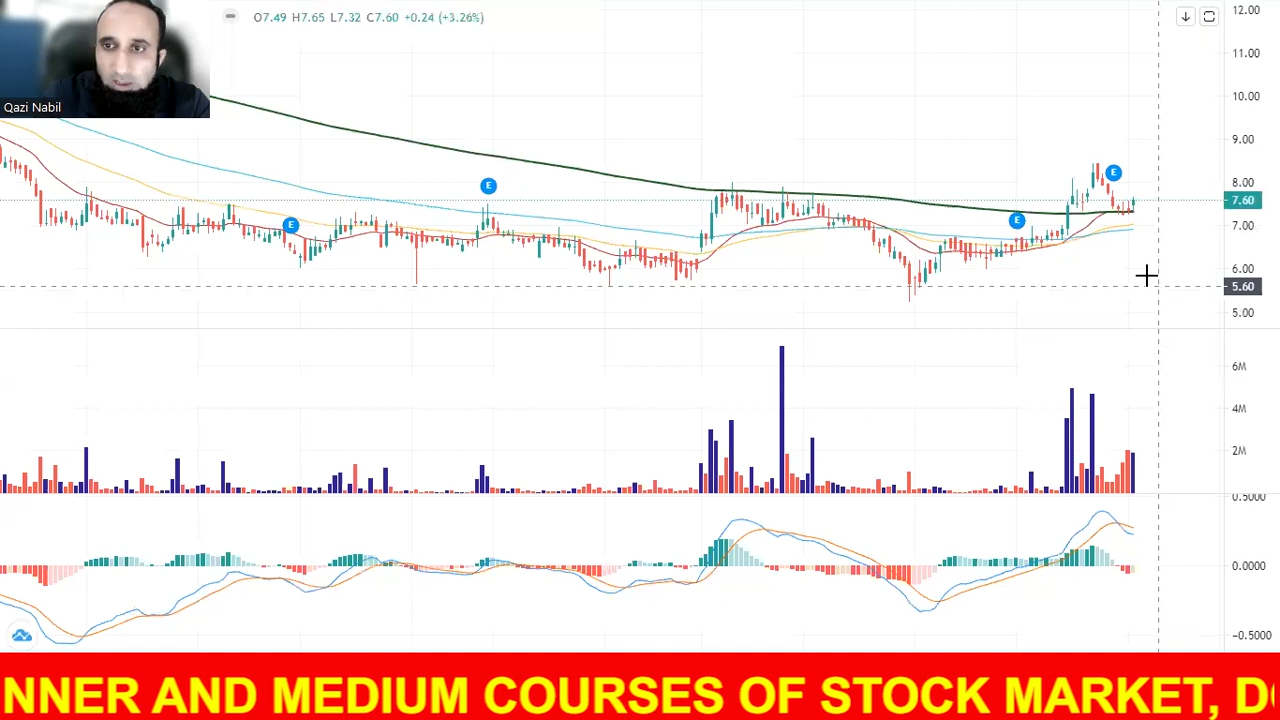 O7.49 H7.65 L7.32 C7.60 +0.24 (+3.26%)
Qazi Nabil
12.00
11.00
10.00
9.00
8.00
7.60
7.00
6.00
5.60
5.00
E
E
E
E
6M
4M
2M
0.5000
0.0000
-0.5000
NNER AND MEDIUM COURSES OF STOCK MARKET, D